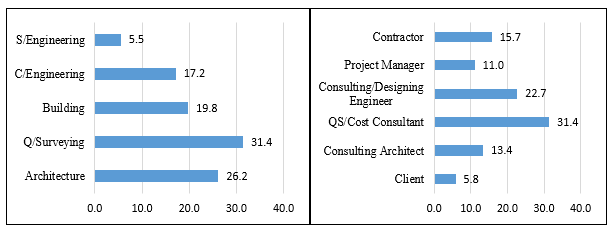 S/Engineering 5.5
C/Engineering 17.2
Building 19.8
Q/Surveying 31.4
Architecture 26.2
0.0 10.0 20.0 30.0 40.0
Contractor 15.7
Project Manager 11.0
Consulting/Designing
Engineer 22.7
QS/Cost Consultant 31.4
Consulting Architect 13.4
Client 5.8
0.0 10.0 20.0 30.0 40.0